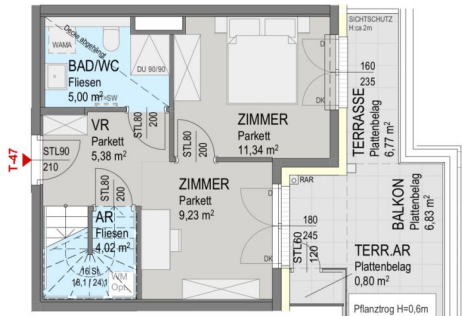 Decke abgehängt
WAMA
BAD/WC
Fliesen
5,00 m²
DU 90/90
STL80
200
SICHTSCHUTZ
H:ca 2m
D
DK
160
235
TERRASSE
Plattenbelag
6,77 m²
ZIMMER
Parkett
11,34 m²
VR
Parkett
5,38 m²
STL90
210
T-47
STL80
200
STL80
200
ZIMMER
Parkett
9,23 m²
RAR
D
DK
180
245
STL80
120
BALKON
Plattenbelag
6,83 m²
AR
Fliesen
4,02 m²
16 St.
WM
Opt.
TERR.AR
Plattenbelag
0,80 m²
Pflanztrog H=0,6m